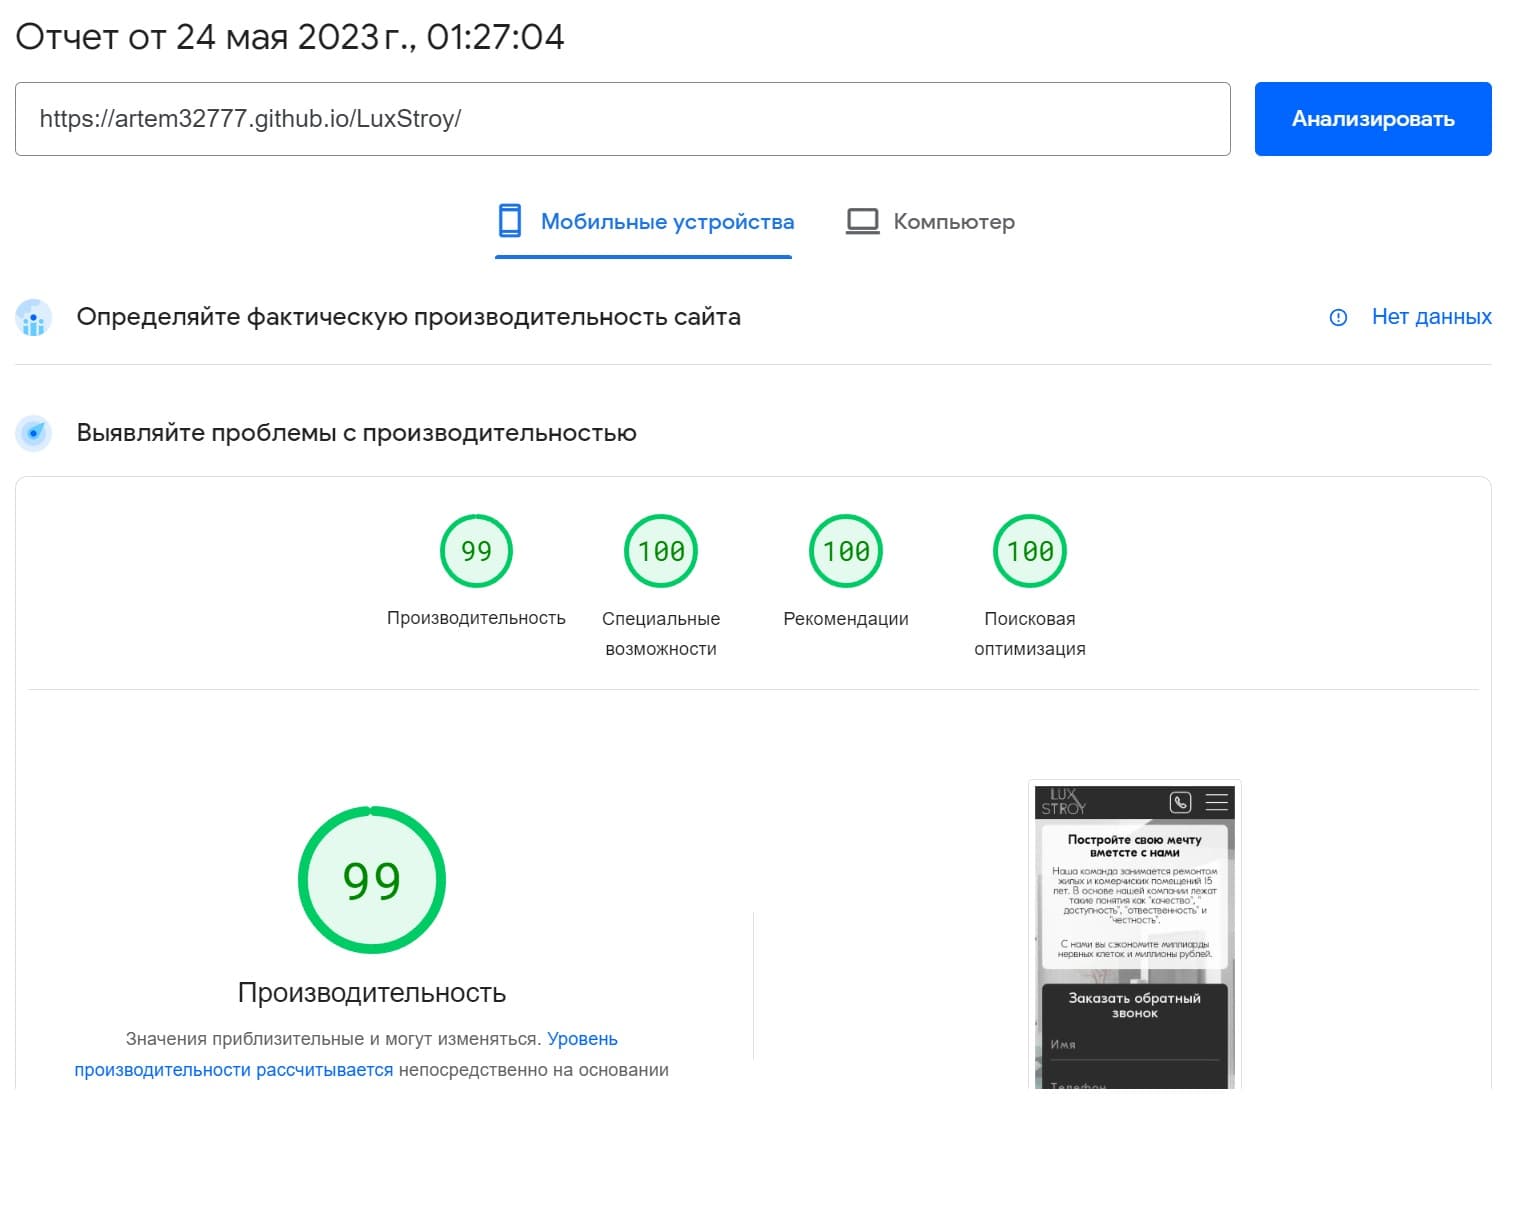 Отчет от 24 мая 2023 г., 01:27:04
https://artem32777.github.io/LuxStroy/
Анализировать
Мобильные устройства
Компьютер
Определяйте фактическую производительность сайта
Нет данных
Выявляйте проблемы с производительностью
99
100
100
100
Производительность
Специальные
возможности
Рекомендации
Поисковая
оптимизация
99
Производительность
Значения приблизительные и могут изменяться. Уровень
производительности рассчитывается непосредственно на основании
LUX
STROY
Постройте свою мечту
вместсе с нами
Наша команда занимается ремонтом
жилых и комерчиских помещений 15
лет. В основе нашей компании лежат
такие понятия как "качество", "
доступность", "отвественность" и
"честность".
С нами вы сэкономите миллиарды
нервных клеток и миллионы рублей.
Заказать обратный
звонок
Имя
Телефон